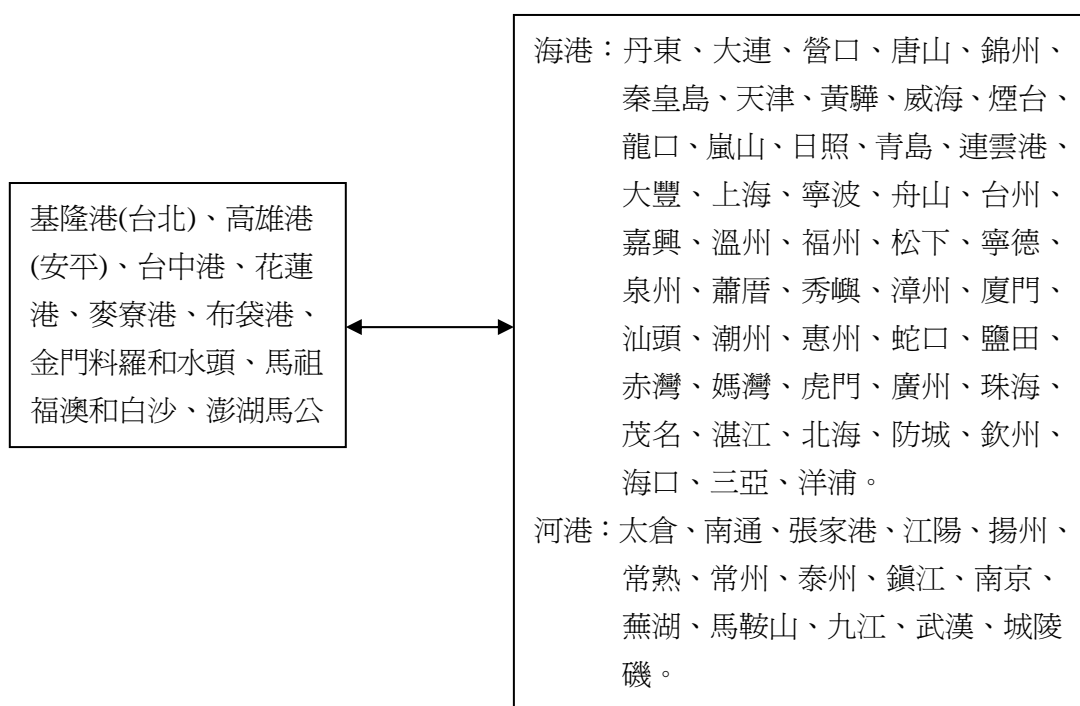 基隆港(台北)、高雄港
(安平)、台中港、花蓮
港、麥寮港、布袋港、
金門料羅和水頭、馬祖
福澳和白沙、澎湖馬公
海港：丹東、大連、營口、唐山、錦州、
秦皇島、天津、黃驊、威海、煙台、
龍口、嵐山、日照、青島、連雲港、
大豐、上海、寧波、舟山、台州、
嘉興、溫州、福州、松下、寧德、
泉州、蕭厝、秀嶼、漳州、廈門、
汕頭、潮州、惠州、蛇口、鹽田、
赤灣、媽灣、虎門、廣州、珠海、
茂名、湛江、北海、防城、欽州、
海口、三亞、洋浦。
河港：太倉、南通、張家港、江陽、揚州、
常熟、常州、泰州、鎮江、南京、
蕪湖、馬鞍山、九江、武漢、城陵
磯。